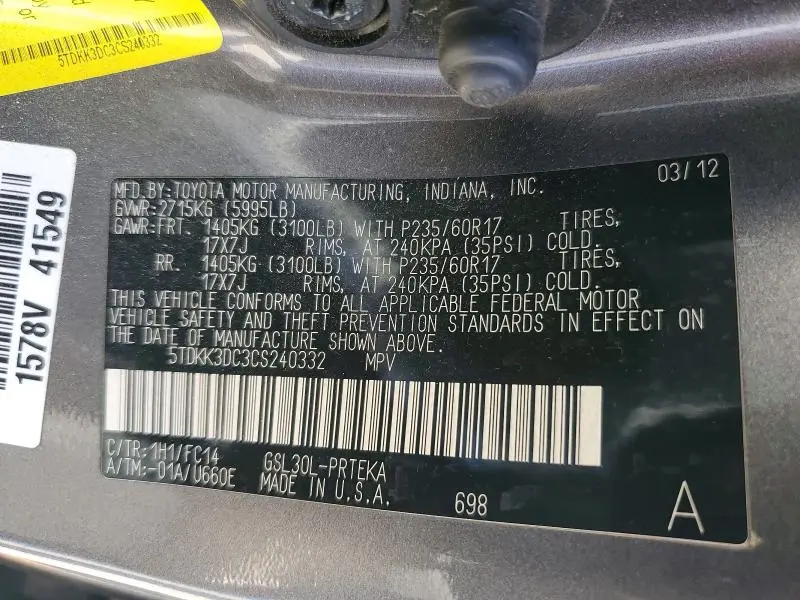 5TDKK3DC3CS240332
1578V 41549
MFD.BY:TOYOTA MOTOR MANUFACTURING, INDIANA, INC. 03/12
GVWR:2715KG (5995LB)
GAWR:FRT. 1405KG (3100LB) WITH P235/60R17 TIRES,
17X7J RIMS, AT 240KPA (35PSI) COLD.
RR. 1405KG (3100LB) WITH P235/60R17 TIRES,
17X7J RIMS, AT 240KPA (35PSI) COLD.
THIS VEHICLE CONFORMS TO ALL APPLICABLE FEDERAL MOTOR
VEHICLE SAFETY AND THEFT PREVENTION STANDARDS IN EFFECT ON
THE DATE OF MANUFACTURE SHOWN ABOVE.
5TDKK3DC3CS240332 MPV
C/TR:1H1/FC14 GSL30L-PRTEKA
A/TM:-01A/U660E MADE IN U.S.A. 698 A